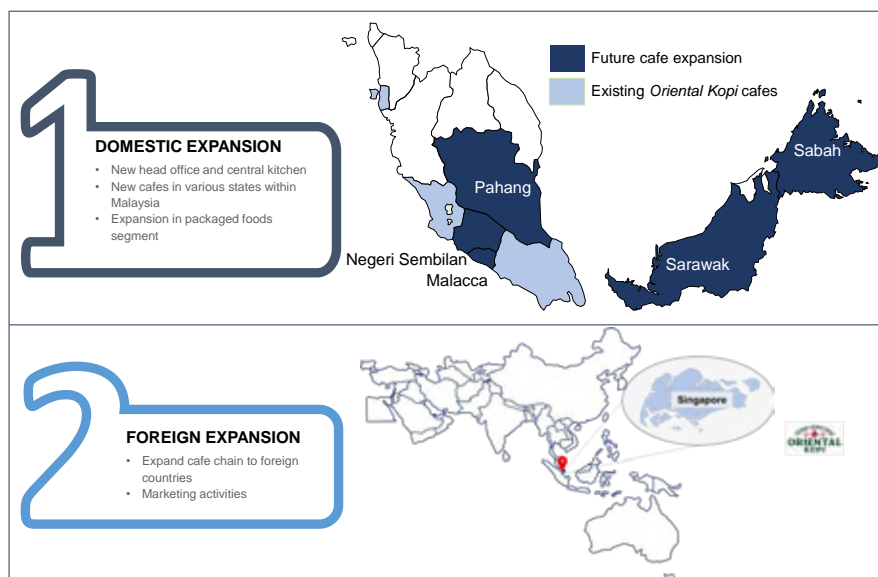 1
DOMESTIC EXPANSION
• New head office and central kitchen
• New cafes in various states within
Malaysia
• Expansion in packaged foods
segment
Future cafe expansion
Existing Oriental Kopi cafes
Pahang
Negeri Sembilan
Malacca
Sabah
Sarawak
2
FOREIGN EXPANSION
• Expand cafe chain to foreign
countries
• Marketing activities
Singapore
ORIENTAL
KOPI